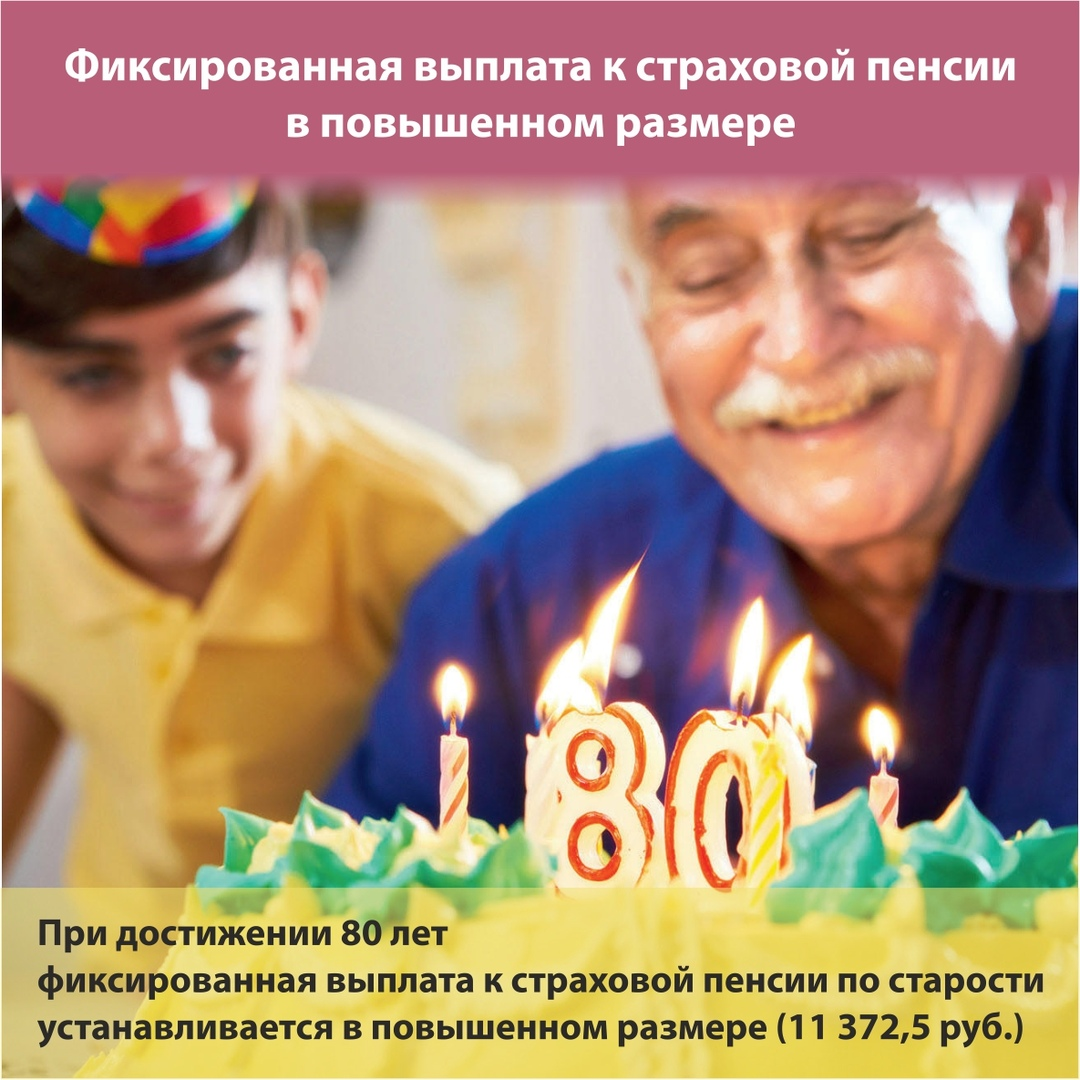 Фиксированная выплата к страховой пенсии
в повышенном размере
80
При достижении 80 лет
фиксированная выплата к страховой пенсии по старости
устанавливается в повышенном размере (11 372,5 руб.)